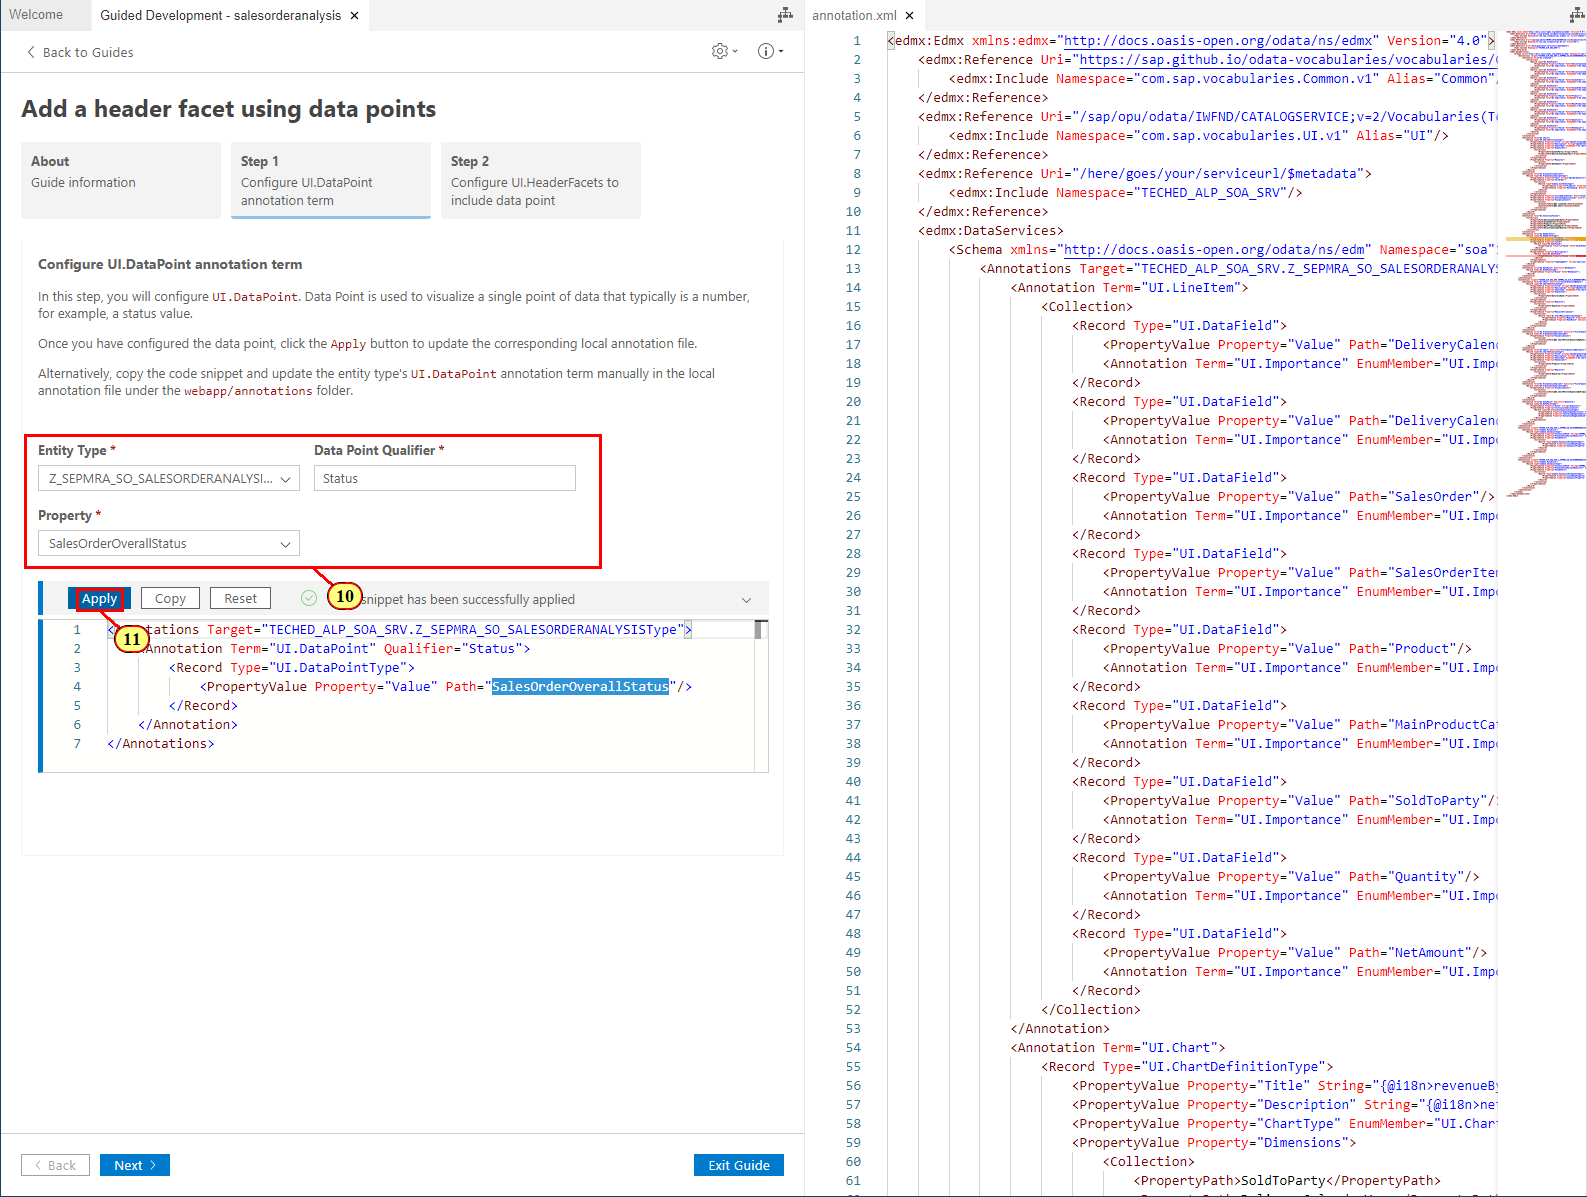 Welcome
Guided Development - salesorderanalysis ×
Back to Guides
Add a header facet using data points
About
Guide information
Step 1
Configure UI.DataPoint
annotation term
Step 2
Configure UI.HeaderFacets to
include data point
Configure UI.DataPoint annotation term
In this step, you will configure UI.DataPoint. Data Point is used to visualize a single point of data that typically is a number,
for example, a status value.
Once you have configured the data point, click the Apply button to update the corresponding local annotation file.
Alternatively, copy the code snippet and update the entity type's UI.DataPoint annotation term manually in the local
annotation file under the webapp/annotations folder.
Entity Type *
Data Point Qualifier *
Z_SEPMRA_SO_SALESORDERANALYSI...
Status
Property *
SalesOrderOverallStatus
10
Apply
Copy
Reset
snippet has been successfully applied
11
1 < tations Target="TECHED_ALP_SOA_SRV.Z_SEPMRA_SO_SALESORDERANALYSISType">
2 Annotation Term="UI.DataPoint" Qualifier="Status">
3 <Record Type="UI.DataPointType">
4 <PropertyValue Property="Value" Path="SalesOrderOverallStatus"/>
5 </Record>
6 </Annotation>
7 </Annotations>
< Back
Next >
Exit Guide
annotation.xml ×
1 <edmx:Edmx xmlns:edmx="http://docs.oasis-open.org/odata/ns/edmx" Version="4.0">
2 <edmx:Reference Uri="https://sap.github.io/odata-vocabularies/vocabularies/
3 <edmx:Include Namespace="com.sap.vocabularies.Common.v1" Alias="Common"/
4 </edmx:Reference>
5 <edmx:Reference Uri="/sap/opu/odata/IWFND/CATALOGSERVICE;v=2/Vocabularies(Te
6 <edmx:Include Namespace="com.sap.vocabularies.UI.v1" Alias="UI"/>
7 </edmx:Reference>
8 <edmx:Reference Uri="/here/goes/your/serviceurl/$metadata">
9 <edmx:Include Namespace="TECHED_ALP_SOA_SRV"/>
10 </edmx:Reference>
11 <edmx:DataServices>
12 <Schema xmlns="http://docs.oasis-open.org/odata/ns/edm" Namespace="soa"
13 <Annotations Target="TECHED_ALP_SOA_SRV.Z_SEPMRA_SO_SALESORDERANALYS
14 <Annotation Term="UI.LineItem">
15 <Collection>
16 <Record Type="UI.DataField">
17 <PropertyValue Property="Value" Path="DeliveryCalend
18 <Annotation Term="UI.Importance" EnumMember="UI.Impo
19 </Record>
20 <Record Type="UI.DataField">
21 <PropertyValue Property="Value" Path="DeliveryCalend
22 <Annotation Term="UI.Importance" EnumMember="UI.Impo
23 </Record>
24 <Record Type="UI.DataField">
25 <PropertyValue Property="Value" Path="SalesOrder"/>
26 <Annotation Term="UI.Importance" EnumMember="UI.Impo
27 </Record>
28 <Record Type="UI.DataField">
29 <PropertyValue Property="Value" Path="SalesOrderItem
30 <Annotation Term="UI.Importance" EnumMember="UI.Impo
31 </Record>
32 <Record Type="UI.DataField">
33 <PropertyValue Property="Value" Path="Product"/>
34 <Annotation Term="UI.Importance" EnumMember="UI.Impo
35 </Record>
36 <Record Type="UI.DataField">
37 <PropertyValue Property="Value" Path="MainProductCat
38 <Annotation Term="UI.Importance" EnumMember="UI.Impo
39 </Record>
40 <Record Type="UI.DataField">
41 <PropertyValue Property="Value" Path="SoldToParty"/>
42 <Annotation Term="UI.Importance" EnumMember="UI.Impo
43 </Record>
44 <Record Type="UI.DataField">
45 <PropertyValue Property="Value" Path="Quantity"/>
46 <Annotation Term="UI.Importance" EnumMember="UI.Impo
47 </Record>
48 <Record Type="UI.DataField">
49 <PropertyValue Property="Value" Path="NetAmount"/>
50 <Annotation Term="UI.Importance" EnumMember="UI.Impo
51 </Record>
52 </Collection>
53 </Annotation>
54 <Annotation Term="UI.Chart">
55 <Record Type="UI.ChartDefinitionType">
56 <PropertyValue Property="Title" String="{@i18n>revenueBy
57 <PropertyValue Property="Description" String="{@i18n>net
58 <PropertyValue Property="ChartType" EnumMember="UI.Chart
59 <PropertyValue Property="Dimensions">
60 <Collection>
61 <PropertyPath>SoldToParty</PropertyPath>